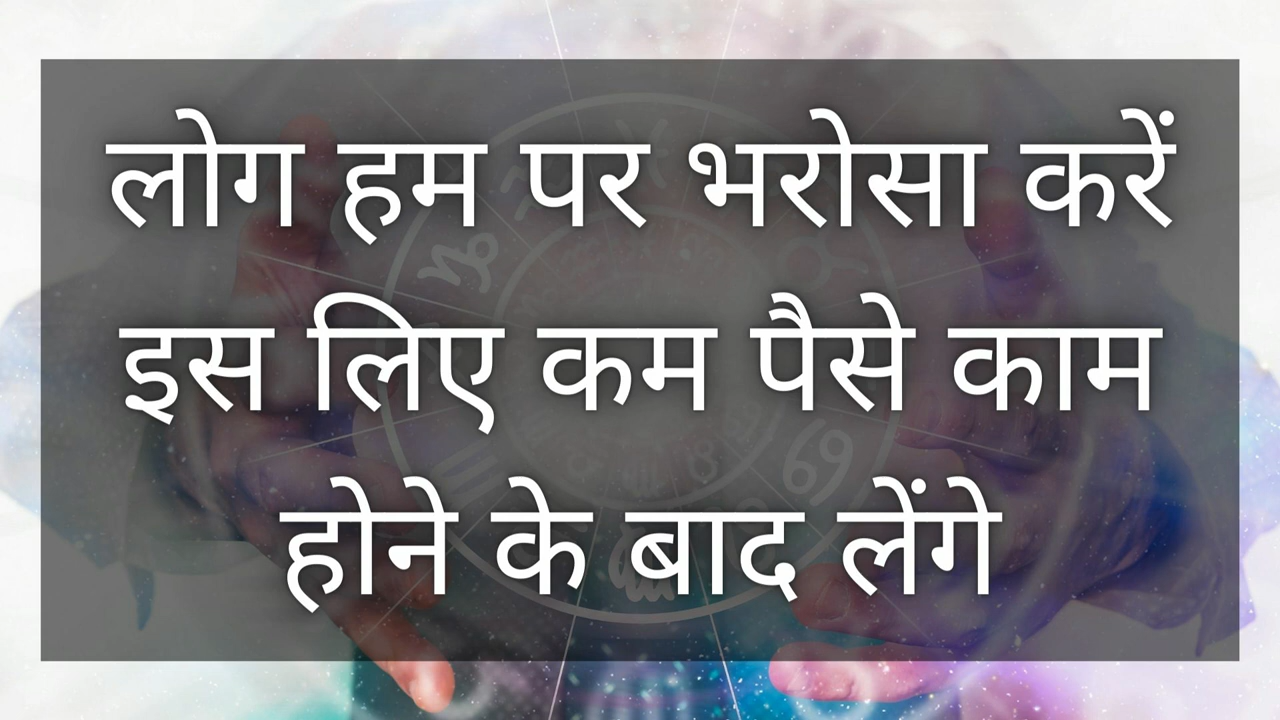 लोग हम पर भरोसा करें
इस लिए कम पैसे काम
होने के बाद लेंगे